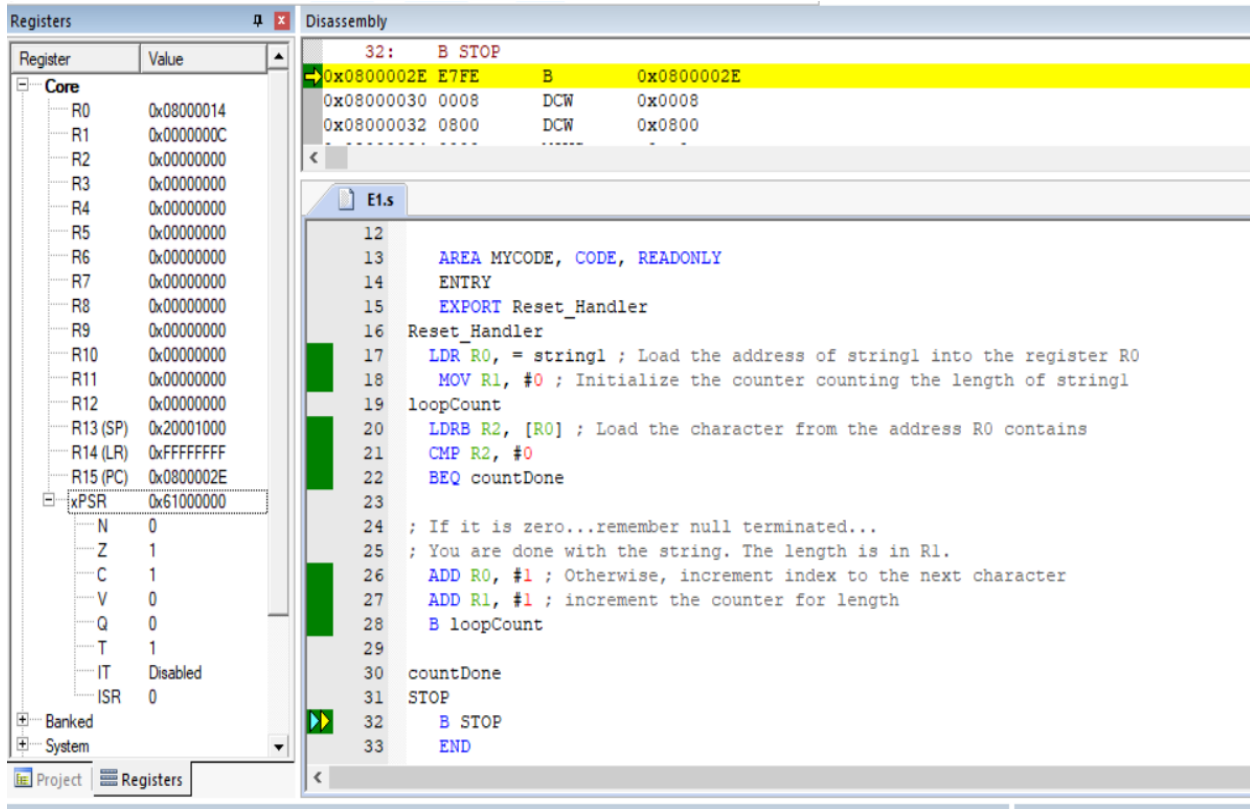 Registers
Register Value
Core
R0 0x08000014
R1 0x0000000C
R2 0x00000000
R3 0x00000000
R4 0x00000000
R5 0x00000000
R6 0x00000000
R7 0x00000000
R8 0x00000000
R9 0x00000000
R10 0x00000000
R11 0x00000000
R12 0x00000000
R13 (SP) 0x20001000
R14 (LR) 0xFFFFFFFF
R15 (PC) 0x0800002E
xPSR 0x61000000
N 0
Z 1
C 1
V 0
Q 0
T 1
IT Disabled
ISR 0
Banked
System
Project Registers
Disassembly
32: B STOP
0x0800002E E7FE B 0x0800002E
0x08000030 0008 DCW 0x0008
0x08000032 0800 DCW 0x0800
E1.s
12
13 AREA MYCODE, CODE, READONLY
14 ENTRY
15 EXPORT Reset_Handler
16 Reset_Handler
17 LDR R0, = string1 ; Load the address of string1 into the register R0
18 MOV R1, #0 ; Initialize the counter counting the length of string1
19 loopCount
20 LDRB R2, [R0] ; Load the character from the address R0 contains
21 CMP R2, #0
22 BEQ countDone
23
24 ; If it is zero...remember null terminated...
25 ; You are done with the string. The length is in R1.
26 ADD R0, #1 ; Otherwise, increment index to the next character
27 ADD R1, #1 ; increment the counter for length
28 B loopCount
29
30 countDone
31 STOP
32 B STOP
33 END